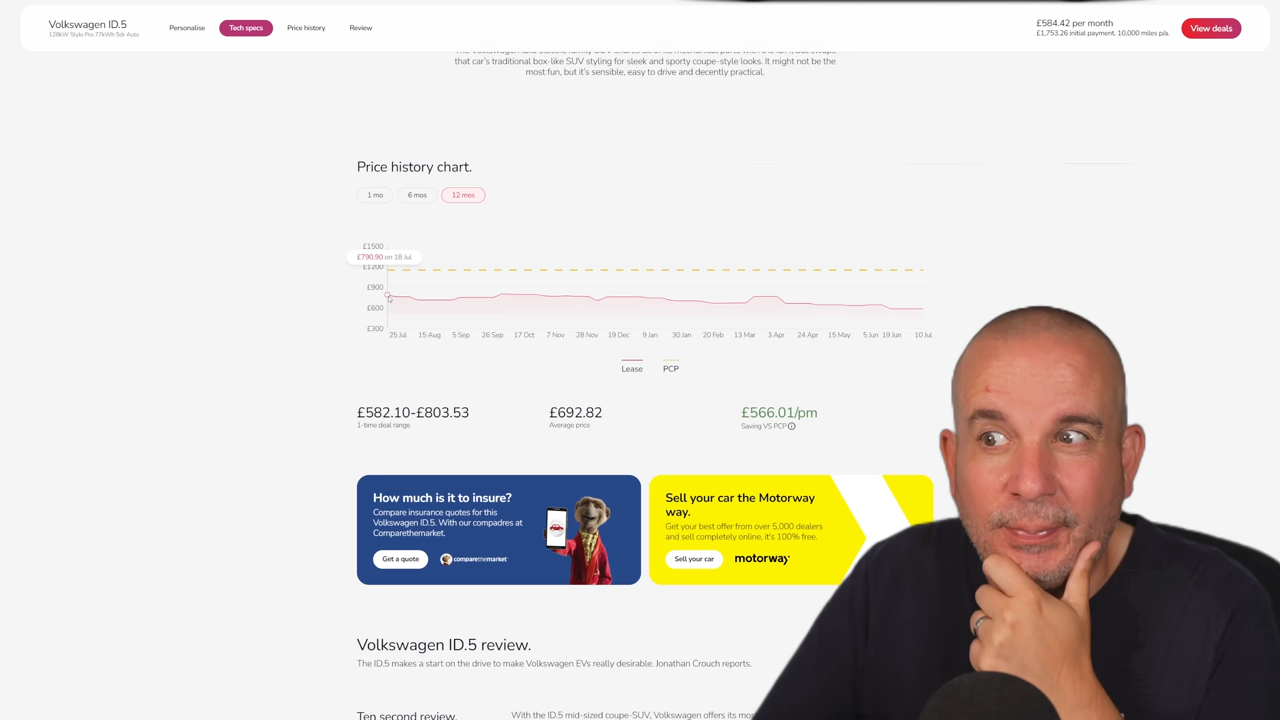 Volkswagen ID.5
128kW Style Pro 77kWh 5dr Auto
Personalise
Tech specs
Price history
Review
£584.42 per month
£1,753.26 initial payment. 10,000 miles p/a.
View deals
that car's traditional box-like SUV styling for sleek and sporty coupe-style looks. It might not be the
most fun, but it's sensible, easy to drive and decently practical.
Price history chart.
1 mo
6 mos
12 mos
£1500
£790.90 on 18 Jul
£1200
£900
£600
£300
25 Jul
15 Aug
5 Sep
26 Sep
17 Oct
7 Nov
28 Nov
19 Dec
9 Jan
30 Jan
20 Feb
13 Mar
3 Apr
24 Apr
15 May
5 Jun
19 Jun
10 Jul
Lease
PCP
£582.10-£803.53
1-time deal range
£692.82
Average price
£566.01/pm
Saving VS PCP
How much is it to insure?
Compare insurance quotes for this
Volkswagen ID.5. With our compadres at
Comparethemarket.
Get a quote
comparethemarket
Sell your car the Motorway
way.
Get your best offer from over 5,000 dealers
and sell completely online, it's 100% free.
Sell your car
motorway
Volkswagen ID.5 review.
The ID.5 makes a start on the drive to make Volkswagen EVs really desirable. Jonathan Crouch reports.
Ten second review.
With the ID.5 mid-sized coupe-SUV, Volkswagen offers its